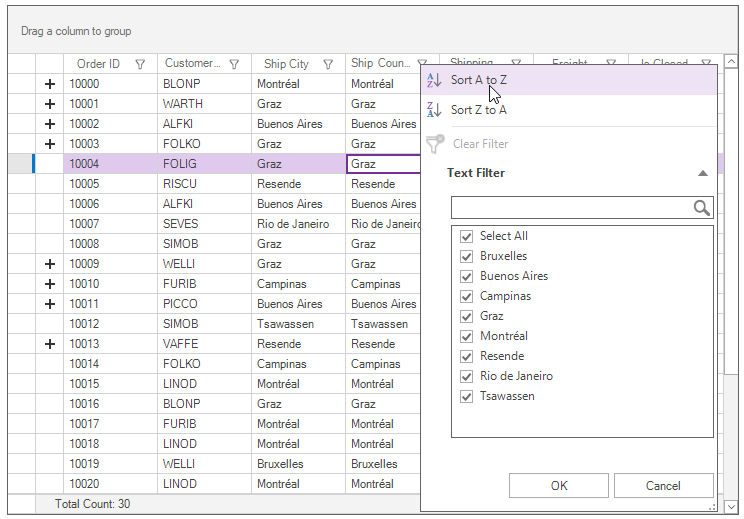 Drag a column to group
Order ID Customer... Ship City Ship Coun... Shipping Freight Is Closed
10000 BLONP Montréal Montréal
10001 WARTH Graz Graz
10002 ALFKI Buenos Aires Buenos Aires
10003 FOLKO Graz Graz
10004 FOLIG Graz Graz
10005 RISCU Resende Resende
10006 ALFKI Buenos Aires Buenos Aires
10007 SEVES Rio de Janeiro Rio de Janeiro
10008 SIMOB Graz Graz
10009 WELLI Graz Graz
10010 FURIB Campinas Campinas
10011 PICCO Buenos Aires Buenos Aires
10012 SIMOB Tsawassen Tsawassen
10013 VAFFE Resende Resende
10014 FOLKO Campinas Campinas
10015 LINOD Montréal Montréal
10016 BLONP Graz Graz
10017 FURIB Montréal Montréal
10018 LINOD Montréal Montréal
10019 WELLI Bruxelles Bruxelles
10020 LINOD Montréal Montréal
Total Count: 30
Sort A to Z
Sort Z to A
Clear Filter
Text Filter
Select All
Bruxelles
Buenos Aires
Campinas
Graz
Montréal
Resende
Rio de Janeiro
Tsawassen
OK Cancel